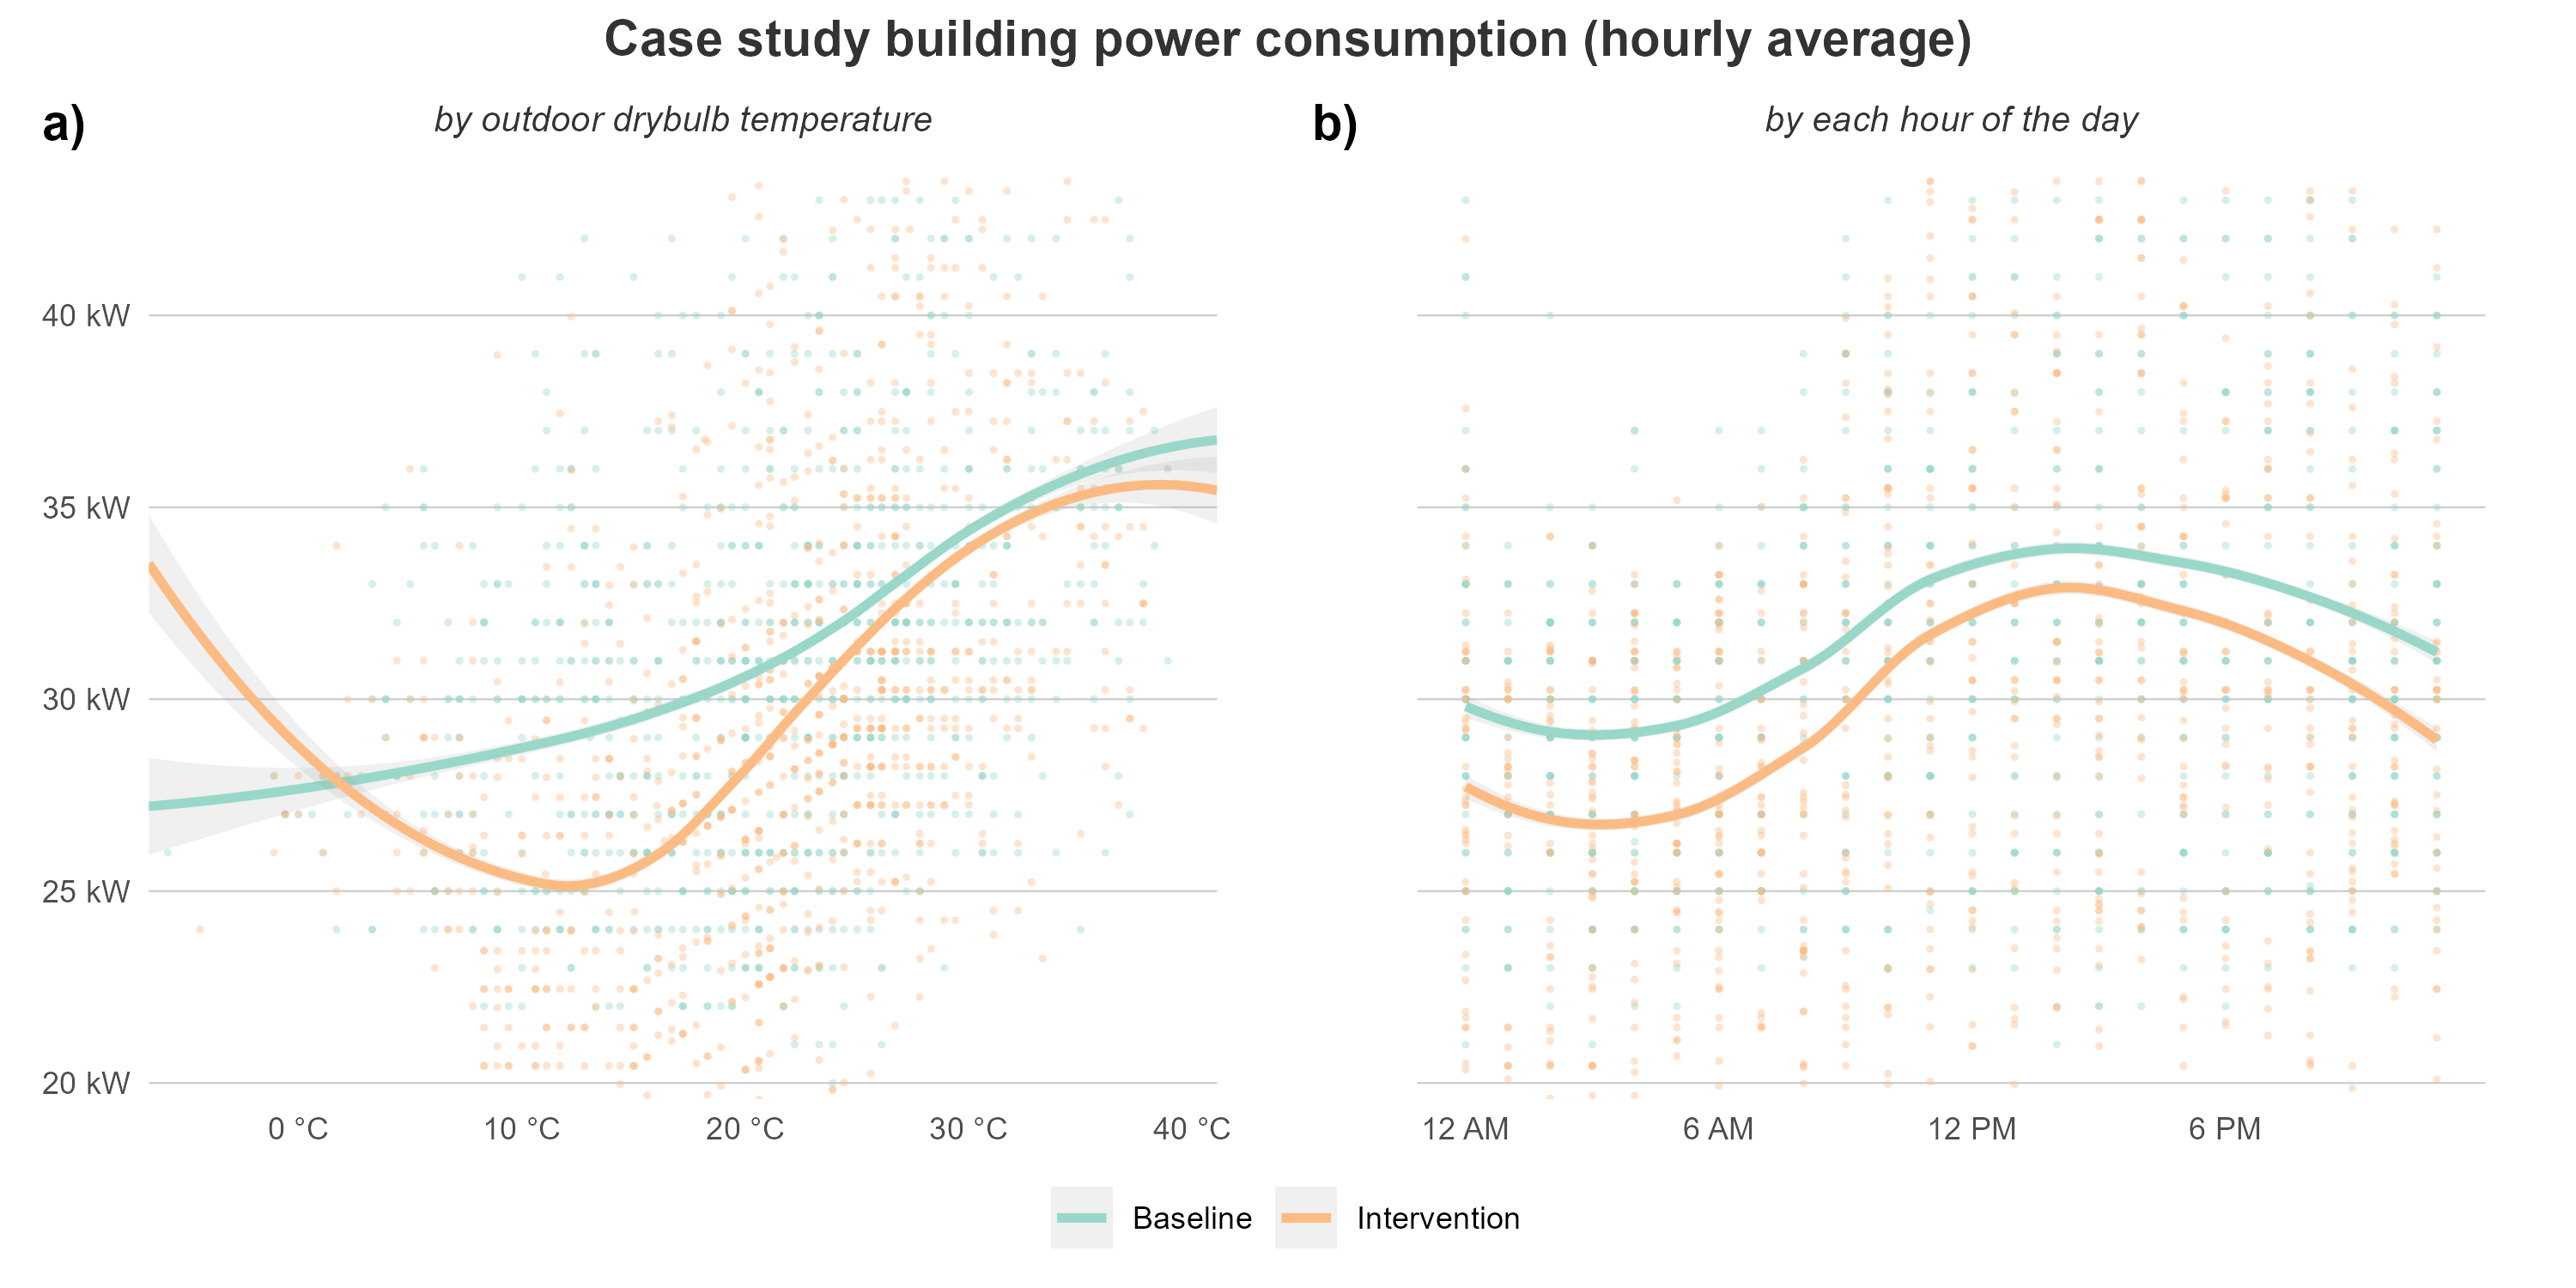 Case study building power consumption (hourly average)
a)
by outdoor drybulb temperature
40 kW
35 kW
30 kW
25 kW
20 kW
0 °C 10 °C 20 °C 30 °C 40 °C
b)
by each hour of the day
12 AM 6 AM 12 PM 6 PM
Baseline Intervention